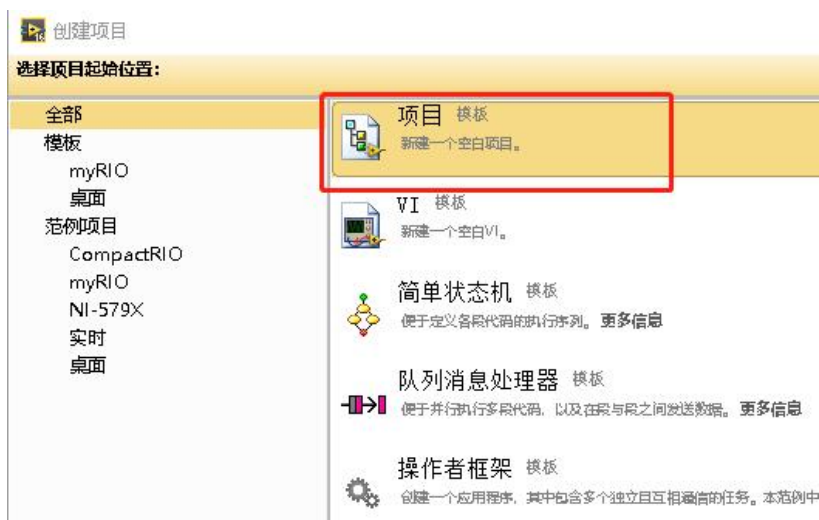 创建项目
选择项目起始位置：
全部
模板
myRIO
桌面
范例项目
CompactRIO
myRIO
NI-579X
实时
桌面
项目 模板
新建一个空白项目。
VI 模板
新建一个空白VI。
简单状态机 模板
便于定义各段代码的执行序列。更多信息
队列消息处理器 模板
便于并行执行多段代码，以及在段与段之间发送数据。更多信息
操作者框架 模板
创建一个应用程序，其中包含多个独立且互相通信的任务。本范例中